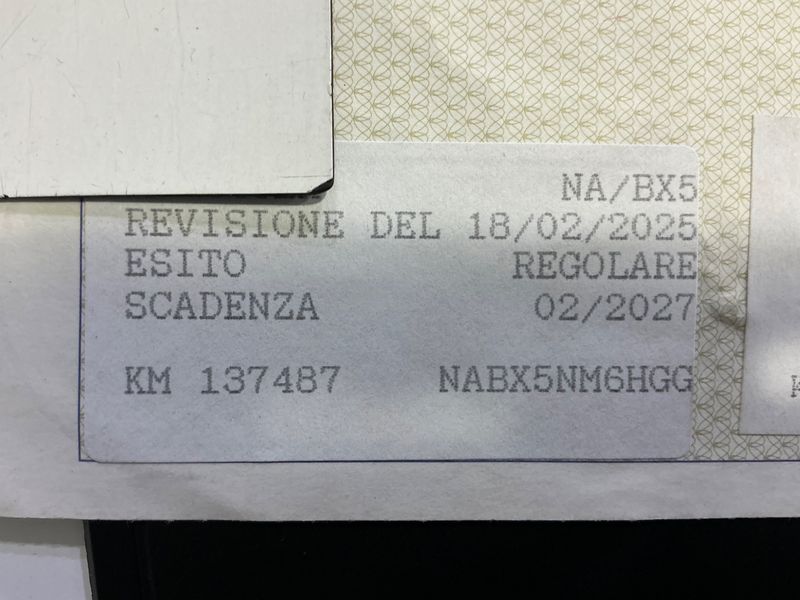 NA/BX5
REVISIONE DEL 18/02/2025
ESITO REGOLARE
SCADENZA 02/2027
KM 137487 NABX5NM6HGG